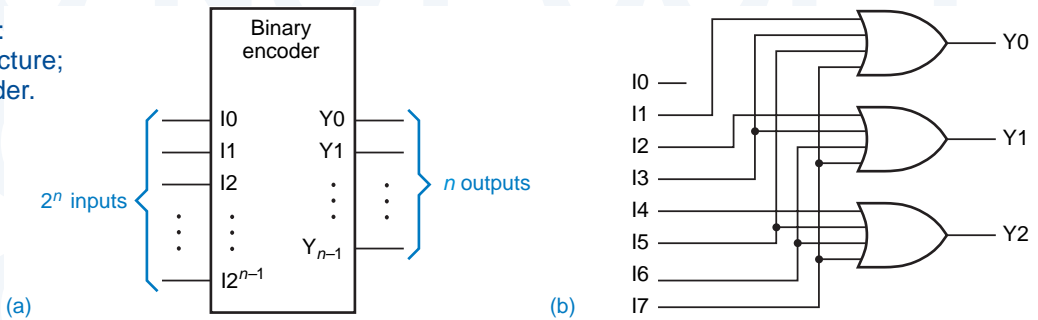 :
cture;
der.
Binary
encoder
I0
I1
I2
I2ⁿ⁻¹
Y0
Y1
Yₙ₋₁
2ⁿ inputs
n outputs
(a)
I0
I1
I2
I3
I4
I5
I6
I7
Y0
Y1
Y2
(b)